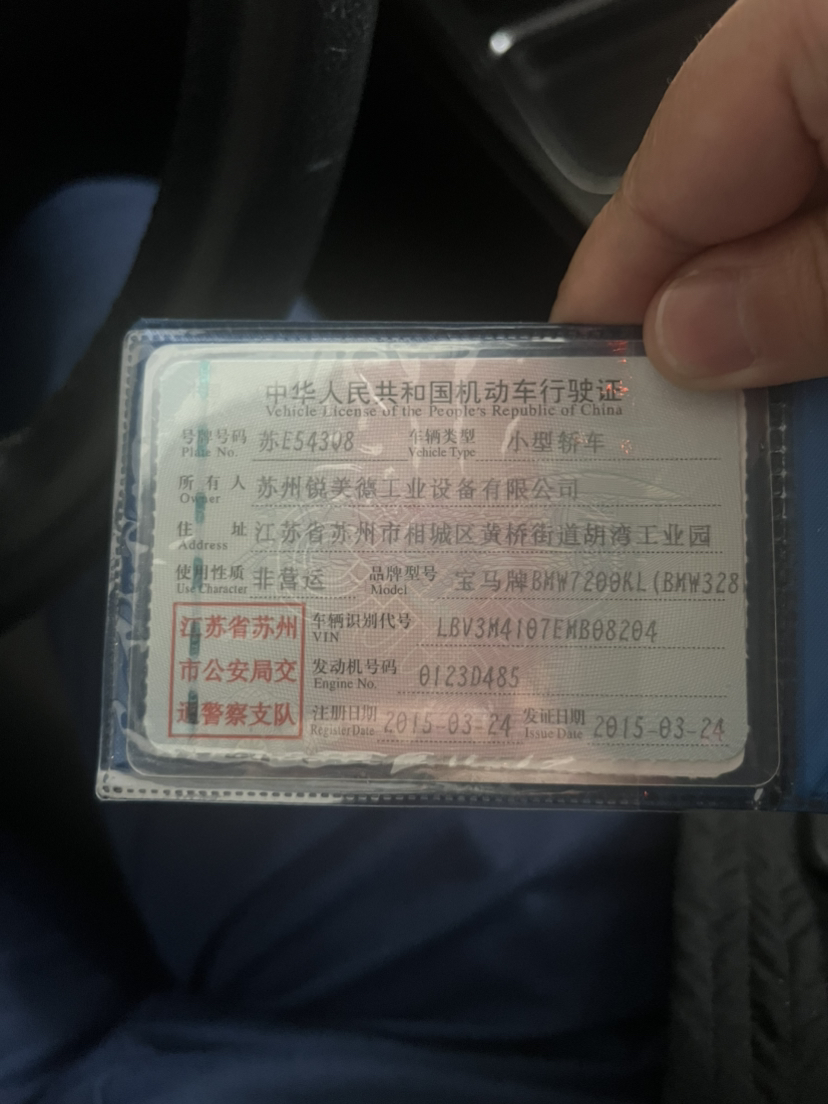 中华人民共和国机动车行驶证
Vehicle License of the People's Republic of China
号牌号码 苏E543Q8 车辆类型 小型轿车
Plate No. Vehicle Type
所有人 苏州锐美德工业设备有限公司
Owner
住址 江苏省苏州市相城区黄桥街道胡湾工业园
Address
使用性质 非营运 品牌型号 宝马牌BMW7200KL(BMW328
Use Character Model
江苏省苏州
市公安局交
通警察支队
车辆识别代号 LBV3M4107EMB08204
VIN
发动机号码 0123D485
Engine No.
注册日期 2015-03-24 发证日期 2015-03-24
Register Date Issue Date